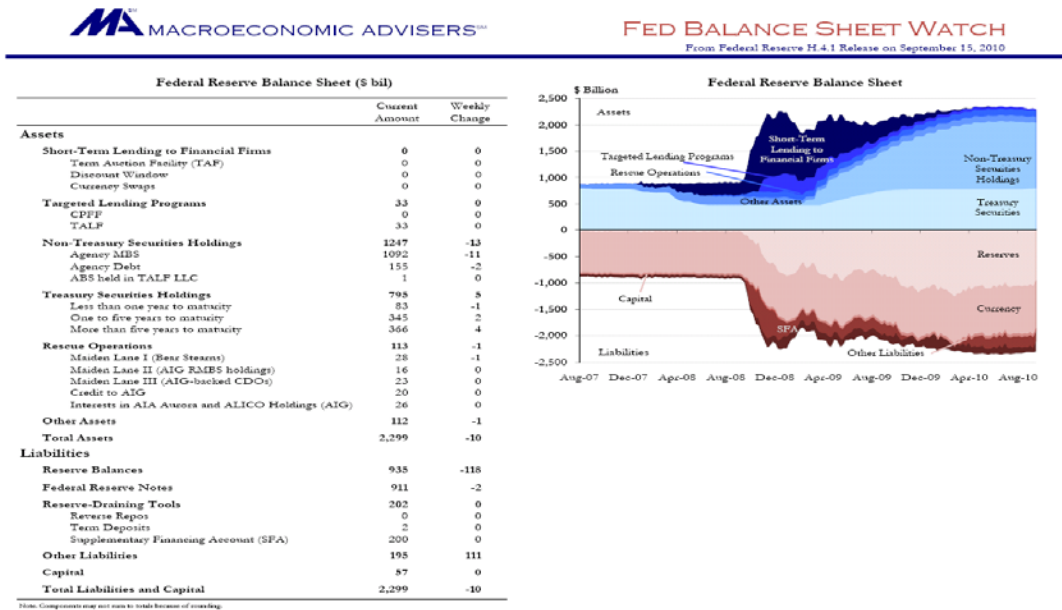 MA MACROECONOMIC ADVISERS℠
FED BALANCE SHEET WATCH
From Federal Reserve H.4.1 Release on September 15, 2010
Federal Reserve Balance Sheet ($ bil)
Current Weekly
Amount Change
Assets
Short-Term Lending to Financial Firms 0 0
Term Auction Facility (TAF) 0 0
Discount Window 0 0
Currency Swaps 0 0
Targeted Lending Programs 33 0
CPFF 0 0
TALF 33 0
Non-Treasury Securities Holdings 1247 -13
Agency MBS 1092 -11
Agency Debt 155 -2
ABS held in TALF LLC 1 0
Treasury Securities Holdings 795 5
Less than one year to maturity 83 -1
One to five years to maturity 345 2
More than five years to maturity 366 4
Rescue Operations 113 -1
Maiden Lane I (Bear Stearns) 28 -1
Maiden Lane II (AIG RMBS holdings) 16 0
Maiden Lane III (AIG-backed CDOs) 23 0
Credit to AIG 20 0
Interests in AIA Aurora and ALICO Holdings (AIG) 26 0
Other Assets 112 -1
Total Assets 2,299 -10
Liabilities
Reserve Balances 935 -118
Federal Reserve Notes 911 -2
Reserve-Draining Tools 202 0
Reverse Repos 0 0
Term Deposits 2 0
Supplementary Financing Account (SFA) 200 0
Other Liabilities 195 111
Capital 57 0
Total Liabilities and Capital 2,299 -10
Note: Components may not sum to totals because of rounding.
Federal Reserve Balance Sheet
$ Billion
2,500
2,000
1,500
1,000
500
0
-500
-1,000
-1,500
-2,000
-2,500
Assets
Short-Term
Lending to
Financial Firms
Targeted Lending Programs
Rescue Operations
Other Assets
Non-Treasury
Securities
Holdings
Treasury
Securities
Reserves
Capital
Currency
SFA
Other Liabilities
Liabilities
Aug-07 Dec-07 Apr-08 Aug-08 Dec-08 Apr-09 Aug-09 Dec-09 Apr-10 Aug-10